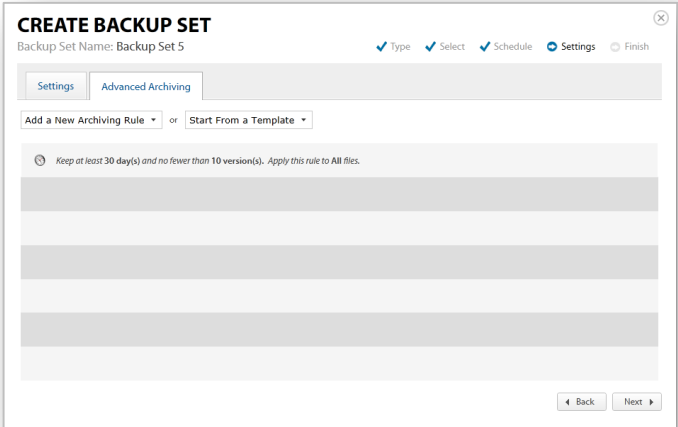 CREATE BACKUP SET
Backup Set Name: Backup Set 5
Type Select Schedule Settings Finish
Settings Advanced Archiving
Add a New Archiving Rule or Start From a Template
Keep at least 30 day(s) and no fewer than 10 version(s). Apply this rule to All files.
Back Next